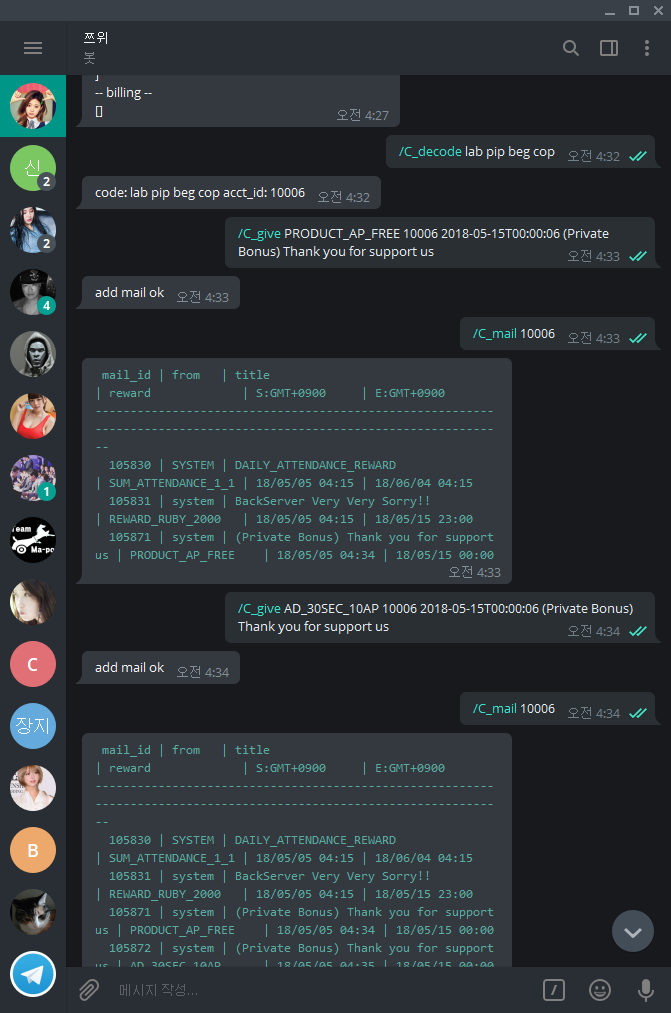 쯔위
봇
]
-- billing --
[]
오전 4:27
/C_decode lab pip beg cop 오전 4:32
code: lab pip beg cop acct_id: 10006 오전 4:32
/C_give PRODUCT_AP_FREE 10006 2018-05-15T00:00:06 (Private
Bonus) Thank you for support us 오전 4:33
add mail ok 오전 4:33
/C_mail 10006 오전 4:33
mail_id | from | title
| reward | S:GMT+0900 | E:GMT+0900
---------------------------------------------------------
---------------------------------------------------------
--
105830 | SYSTEM | DAILY_ATTENDANCE_REWARD
| SUM_ATTENDANCE_1_1 | 18/05/05 04:15 | 18/06/04 04:15
105831 | system | BackServer Very Very Sorry!!
| REWARD_RUBY_2000 | 18/05/05 04:15 | 18/05/15 23:00
105871 | system | (Private Bonus) Thank you for support
us | PRODUCT_AP_FREE | 18/05/05 04:34 | 18/05/15 00:00
오전 4:33
/C_give AD_30SEC_10AP 10006 2018-05-15T00:00:06 (Private Bonus)
Thank you for support us 오전 4:34
add mail ok 오전 4:34
/C_mail 10006 오전 4:34
mail_id | from | title
| reward | S:GMT+0900 | E:GMT+0900
---------------------------------------------------------
---------------------------------------------------------
--
105830 | SYSTEM | DAILY_ATTENDANCE_REWARD
| SUM_ATTENDANCE_1_1 | 18/05/05 04:15 | 18/06/04 04:15
105831 | system | BackServer Very Very Sorry!!
| REWARD_RUBY_2000 | 18/05/05 04:15 | 18/05/15 23:00
105871 | system | (Private Bonus) Thank you for support
us | PRODUCT_AP_FREE | 18/05/05 04:34 | 18/05/15 00:00
105872 | system | (Private Bonus) Thank you for support
us | AD_30SEC_10AP | 18/05/05 04:35 | 18/05/15 00:00
메시지 작성...
신
2
2
4
1
eam
Ma-po
C
장지
B